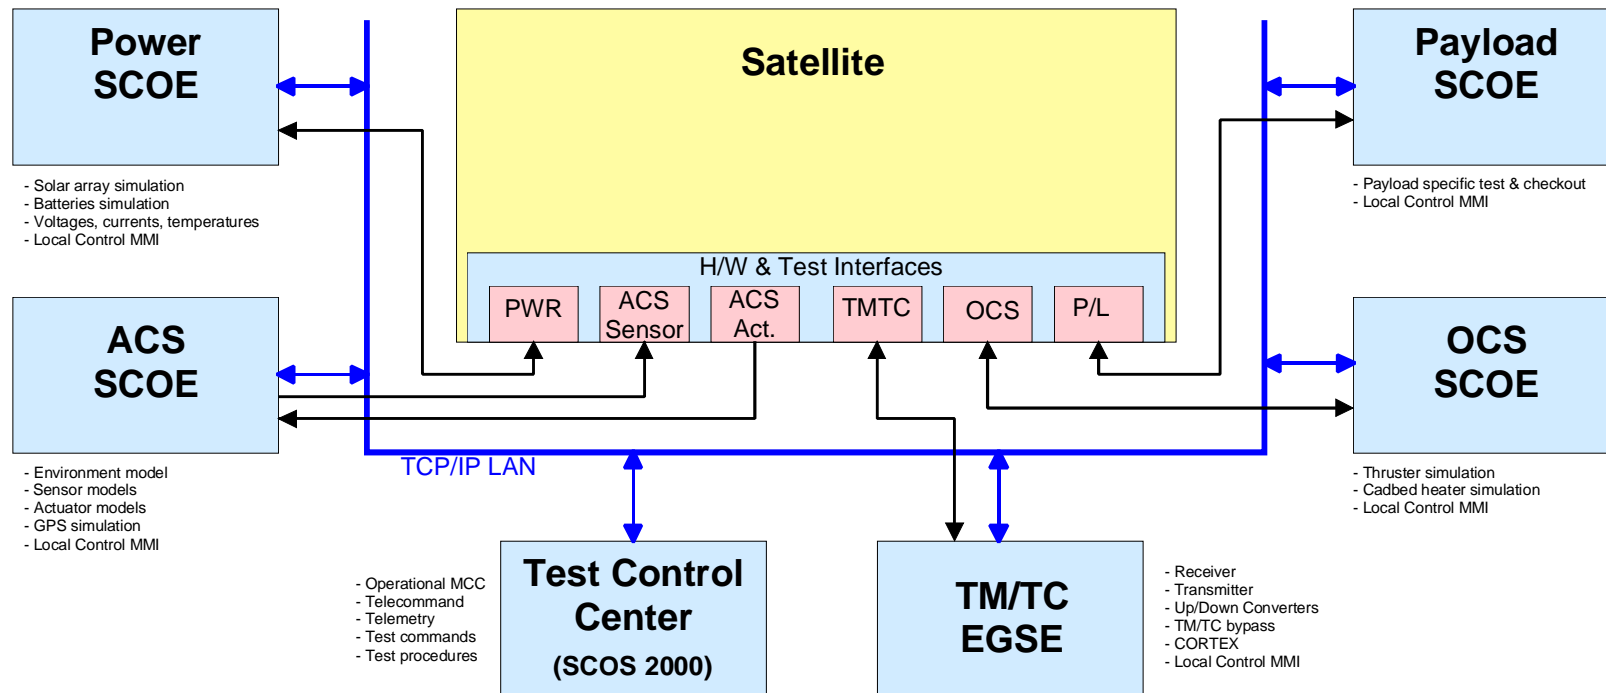 Power
SCOE
- Solar array simulation
- Batteries simulation
- Voltages, currents, temperatures
- Local Control MMI
Satellite
H/W & Test Interfaces
PWR
ACS
Sensor
ACS
Act.
TMTC
OCS
P/L
Payload
SCOE
- Payload specific test & checkout
- Local Control MMI
ACS
SCOE
- Environment model
- Sensor models
- Actuator models
- GPS simulation
- Local Control MMI
OCS
SCOE
- Thruster simulation
- Cadbed heater simulation
- Local Control MMI
TCP/IP LAN
- Operational MCC
- Telecommand
- Telemetry
- Test commands
- Test procedures
Test Control
Center
(SCOS 2000)
TM/TC
EGSE
- Receiver
- Transmitter
- Up/Down Converters
- TM/TC bypass
- CORTEX
- Local Control MMI